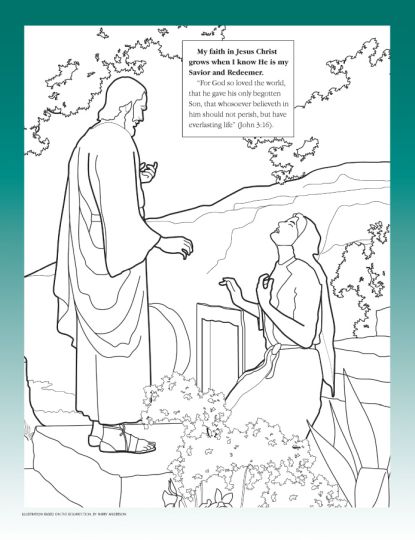 My faith in Jesus Christ
grows when I know He is my
Savior and Redeemer.
“For God so loved the world,
that he gave his only begotten
Son, that whosoever believeth in
him should not perish, but have
everlasting life” (John 3:16).
ILLUSTRATION BASED ON THE RESURRECTION, BY HARRY ANDERSON